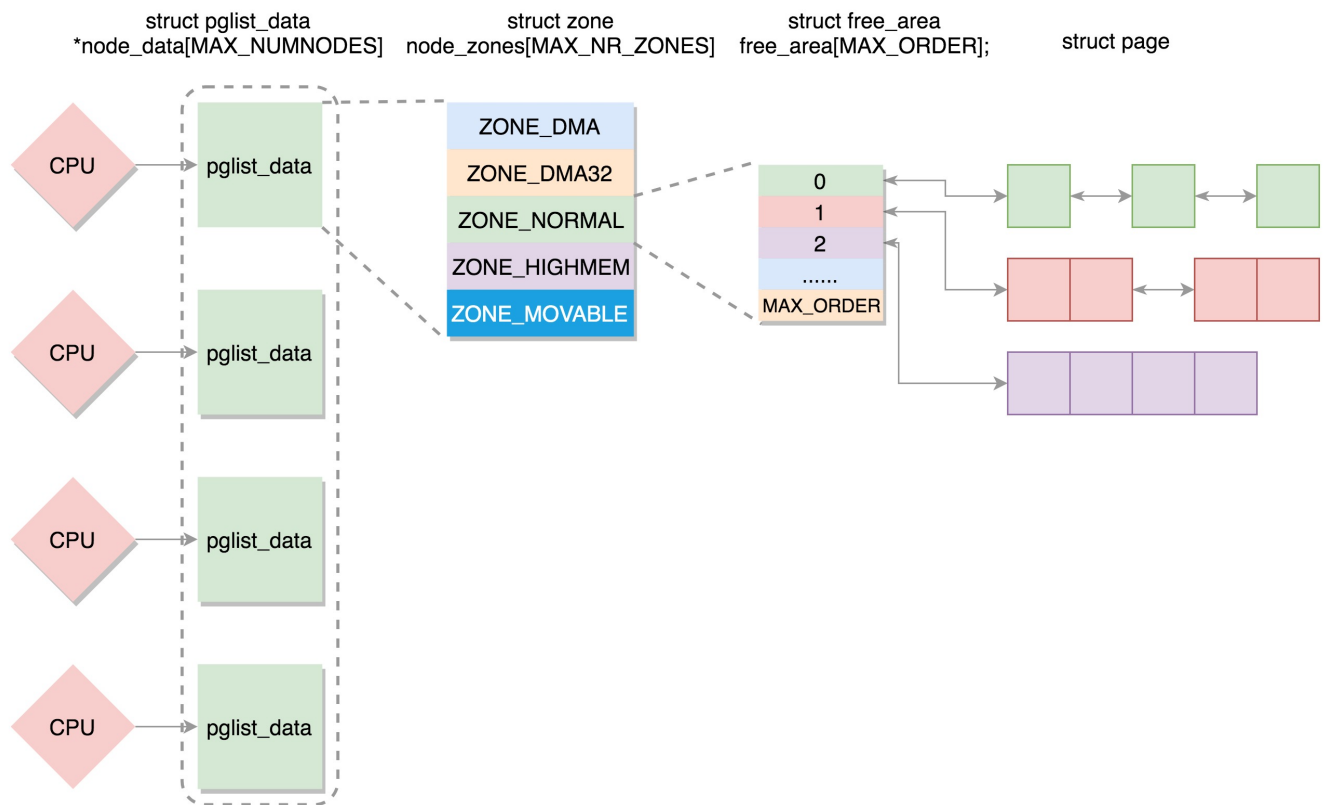 struct pglist_data
*node_data[MAX_NUMNODES]
struct zone
node_zones[MAX_NR_ZONES]
struct free_area
free_area[MAX_ORDER];
struct page
CPU
pglist_data
ZONE_DMA
ZONE_DMA32
ZONE_NORMAL
ZONE_HIGHMEM
ZONE_MOVABLE
0
1
2
......
MAX_ORDER
CPU
pglist_data
CPU
pglist_data
CPU
pglist_data